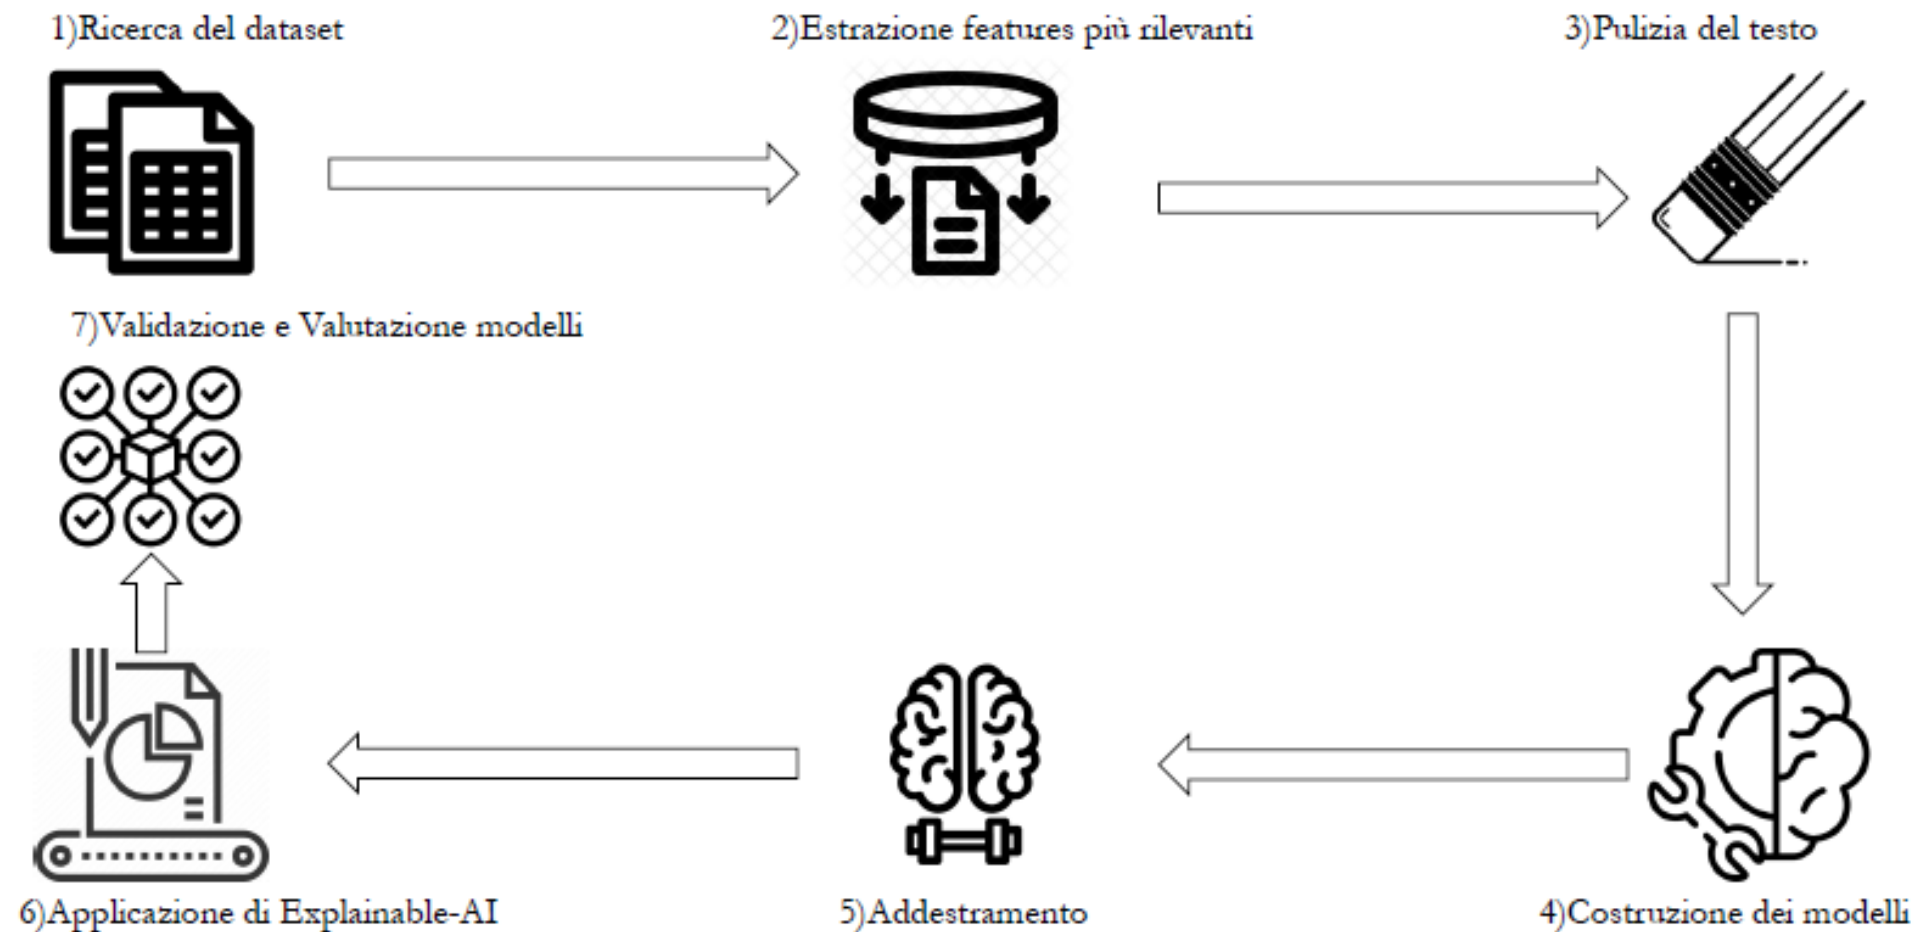 1)Ricerca del dataset
2)Estrazione features più rilevanti
3)Pulizia del testo
7)Validazione e Valutazione modelli
6)Applicazione di Explainable-AI
5)Addestramento
4)Costruzione dei modelli